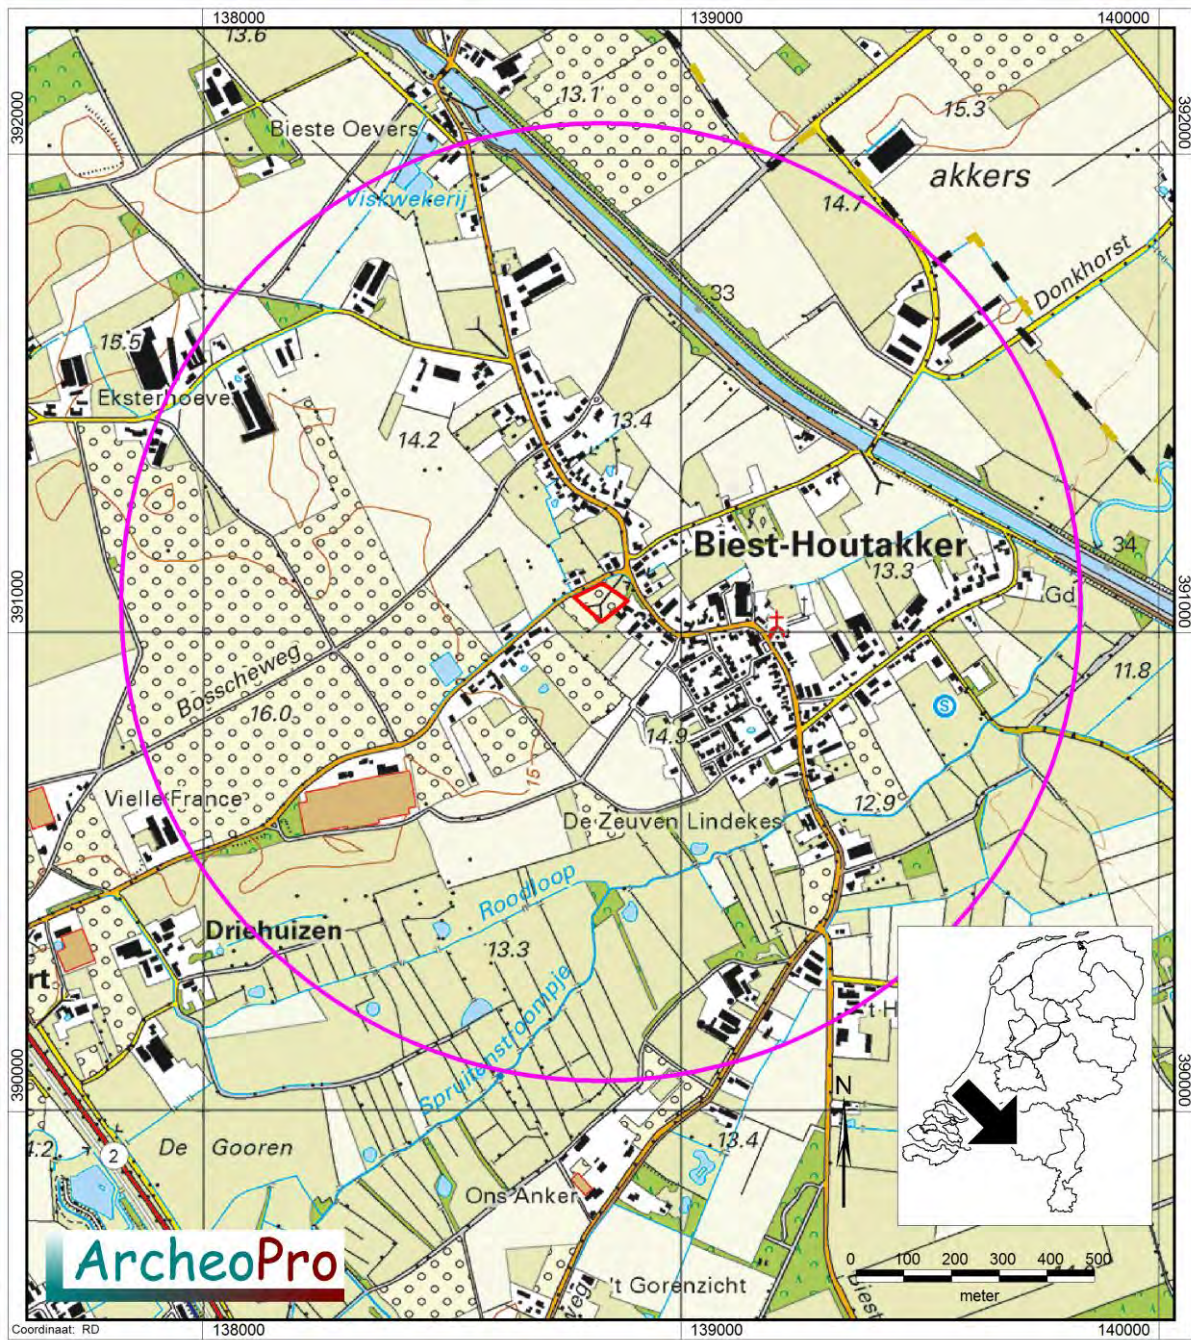 138000
139000
140000
13.6
392000
392000
13.1
15.3
Bieste Oevers
akkers
Viskwekerij
14.7
Donkhorst
33
15.5
Eksterhoeve
13.4
14.2
Biest-Houtakker
34
13.3
391000
391000
Gd
Bosscheweg
11.8
16.0
S
14.9
15
Vielle France
12.9
De Zeuven Lindekes
Roodloop
Driehuizen
13.3
rt
't H
Spruitenstroompje
390000
390000
N
13.4
De Gooren
2
Ons Anker
ArcheoPro
't Gorenzicht
0 100 200 300 400 500
meter
weg
Biest
Coordinaat: RD
138000
139000
140000